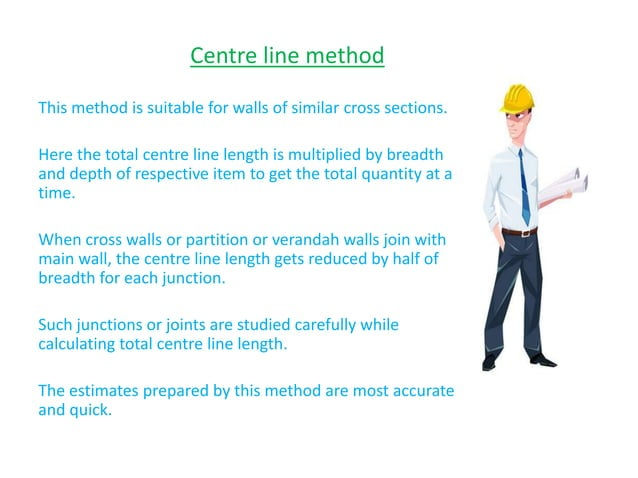 Centre line method
This method is suitable for walls of similar cross sections.
Here the total centre line length is multiplied by breadth
and depth of respective item to get the total quantity at a
time.
When cross walls or partition or verandah walls join with
main wall, the centre line length gets reduced by half of
breadth for each junction.
Such junctions or joints are studied carefully while
calculating total centre line length.
The estimates prepared by this method are most accurate
and quick.